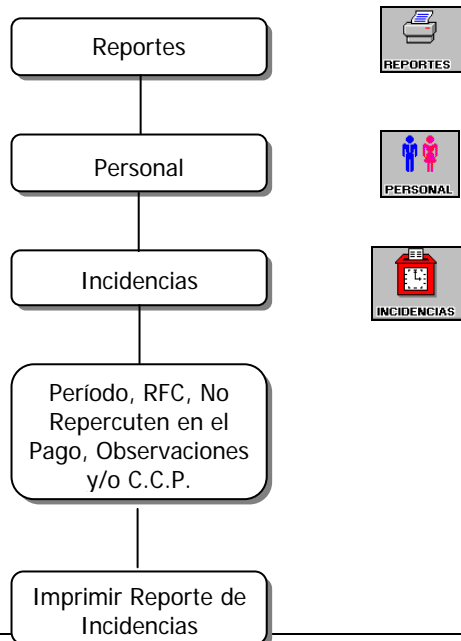 Reportes
REPORTES
Personal
PERSONAL
Incidencias
INCIDENCIAS
Período, RFC, No
Repercuten en el
Pago, Observaciones
y/o C.C.P.
Imprimir Reporte de
Incidencias